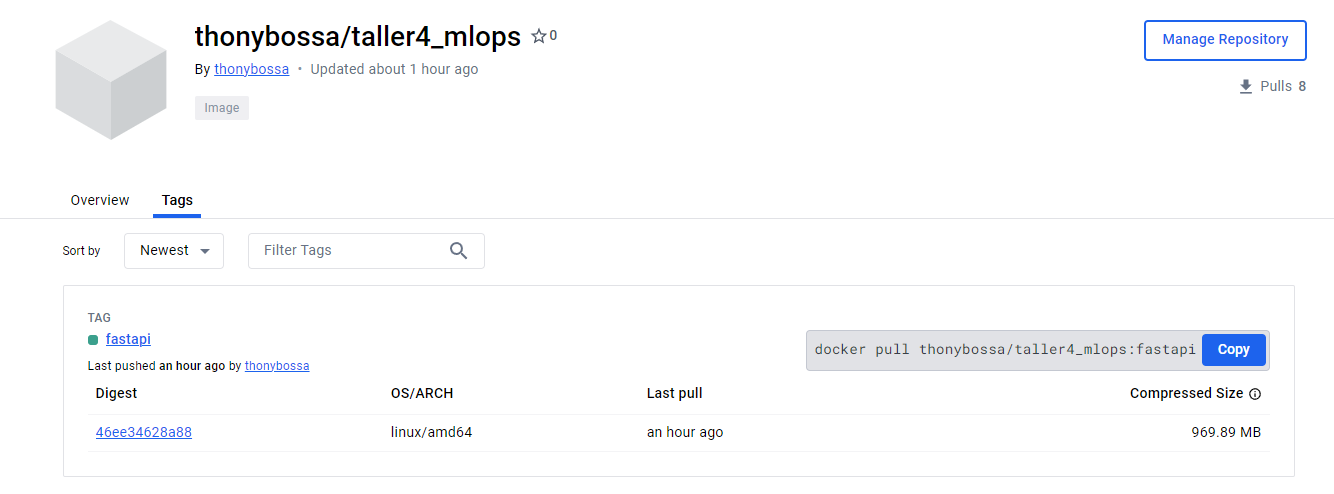 thonybossa/taller4_mlops 0
Manage Repository
By thonybossa • Updated about 1 hour ago
Pulls 8
Image
Overview Tags
Sort by Newest Filter Tags
TAG
fastapi
docker pull thonybossa/taller4_mlops:fastapi Copy
Last pushed an hour ago by thonybossa
Digest OS/ARCH Last pull Compressed Size
46ee34628a88 linux/amd64 an hour ago 969.89 MB